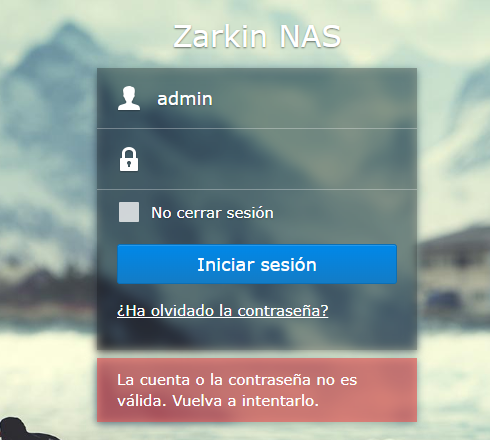 Zarkin NAS
admin
No cerrar sesión
Iniciar sesión
¿Ha olvidado la contraseña?
La cuenta o la contraseña no es
válida. Vuelva a intentarlo.